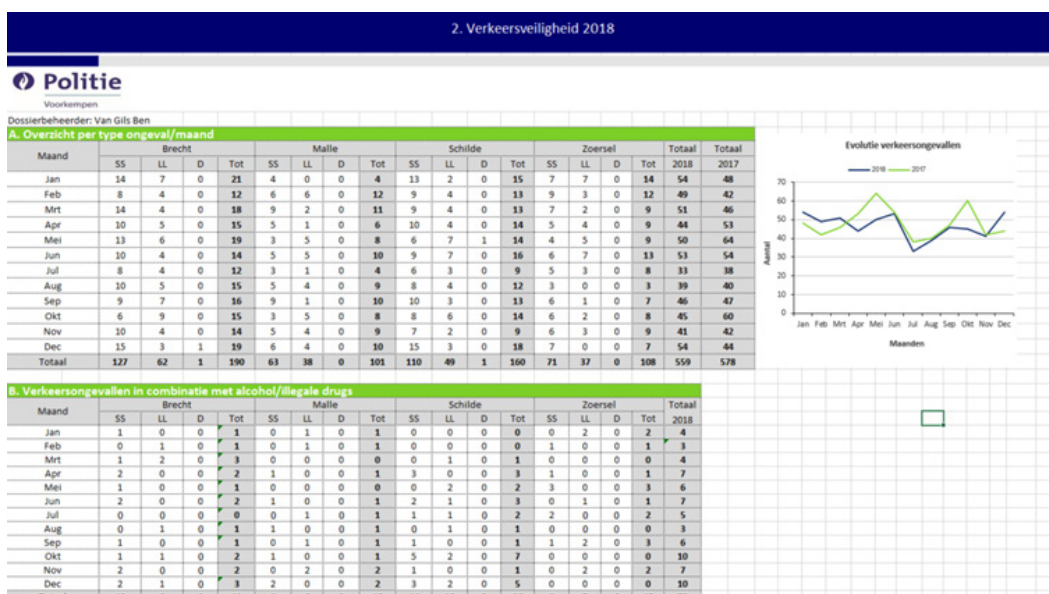 2. Verkeersveiligheid 2018
Politie
Voorkempen
Dossierbeheerder: Van Gils Ben
A. Overzicht per type ongeval/maand
Maand Brecht Malle Schilde Zoersel Totaal Totaal
SS LL D Tot SS LL D Tot SS LL D Tot SS LL D Tot 2018 2017
Jan 14 7 0 21 4 0 0 4 13 2 0 15 7 7 0 14 54 48
Feb 8 4 0 12 6 6 0 12 9 4 0 13 9 3 0 12 49 42
Mrt 14 4 0 18 9 2 0 11 9 4 0 13 7 2 0 9 51 46
Apr 10 5 0 15 5 1 0 6 10 4 0 14 5 4 0 9 44 53
Mei 13 6 0 19 3 5 0 8 6 7 1 14 4 5 0 9 50 64
Jun 10 4 0 14 5 5 0 10 9 7 0 16 6 7 0 13 53 54
Jul 8 4 0 12 3 1 0 4 6 3 0 9 5 3 0 8 33 38
Aug 10 5 0 15 5 4 0 9 8 4 0 12 3 0 0 3 39 40
Sep 9 7 0 16 9 1 0 10 10 3 0 13 6 1 0 7 46 47
Okt 6 9 0 15 3 5 0 8 8 6 0 14 6 2 0 8 45 60
Nov 10 4 0 14 5 4 0 9 7 2 0 9 6 3 0 9 41 42
Dec 15 3 1 19 6 4 0 10 15 3 0 18 7 0 0 7 54 44
Totaal 127 62 1 190 63 38 0 101 110 49 1 160 71 37 0 108 559 578
Evolutie verkeersongevallen
2018 2017
70
60
50
40
30
20
10
0
Aantal
Jan Feb Mrt Apr Mei Jun Jul Aug Sep Okt Nov Dec
Maanden
B. Verkeersongevallen in combinatie met alcohol/illegale drugs
Maand Brecht Malle Schilde Zoersel Totaal
SS LL D Tot SS LL D Tot SS LL D Tot SS LL D Tot 2018
Jan 1 0 0 1 0 1 0 1 0 0 0 0 0 2 0 2 4
Feb 0 1 0 1 0 1 0 1 0 0 0 0 1 0 0 1 3
Mrt 1 2 0 3 0 0 0 0 0 1 0 1 0 0 0 0 4
Apr 2 0 0 2 1 0 0 1 3 0 0 3 1 0 0 1 7
Mei 1 0 0 1 0 0 0 0 0 2 0 2 3 0 0 3 6
Jun 2 0 0 2 1 0 0 1 2 1 0 3 0 1 0 1 7
Jul 0 0 0 0 0 1 0 1 1 1 0 2 2 0 0 2 5
Aug 0 1 0 1 1 0 0 1 0 1 0 1 0 0 0 0 3
Sep 1 0 0 1 0 1 0 1 1 0 0 1 1 2 0 3 6
Okt 1 1 0 2 1 0 0 1 5 2 0 7 0 0 0 0 10
Nov 2 0 0 2 0 2 0 2 1 0 0 1 0 2 0 2 7
Dec 2 1 0 3 2 0 0 2 3 2 0 5 0 0 0 0 10